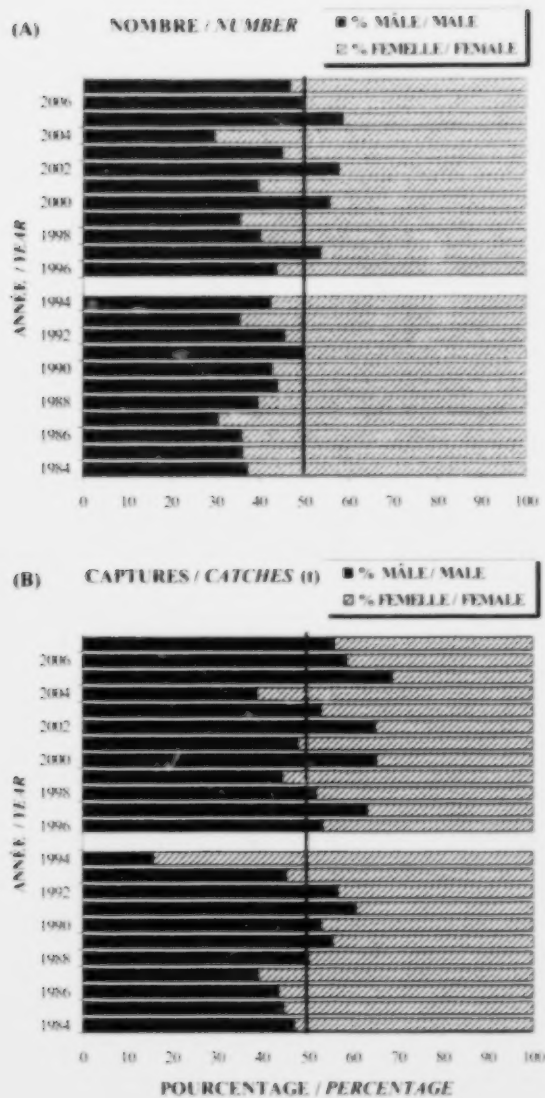 (A) NOMBRE / NUMBER
■ % MÂLE / MALE
▨ % FEMELLE / FEMALE
ANNÉE / YEAR
2006
2004
2002
2000
1998
1996
1994
1992
1990
1988
1986
1984
0 10 20 30 40 50 60 70 80 90 100
(B) CAPTURES / CATCHES (t)
■ % MÂLE / MALE
▨ % FEMELLE / FEMALE
ANNÉE / YEAR
2006
2004
2002
2000
1998
1996
1994
1992
1990
1988
1986
1984
0 10 20 30 40 50 60 70 80 90 100
POURCENTAGE / PERCENTAGE